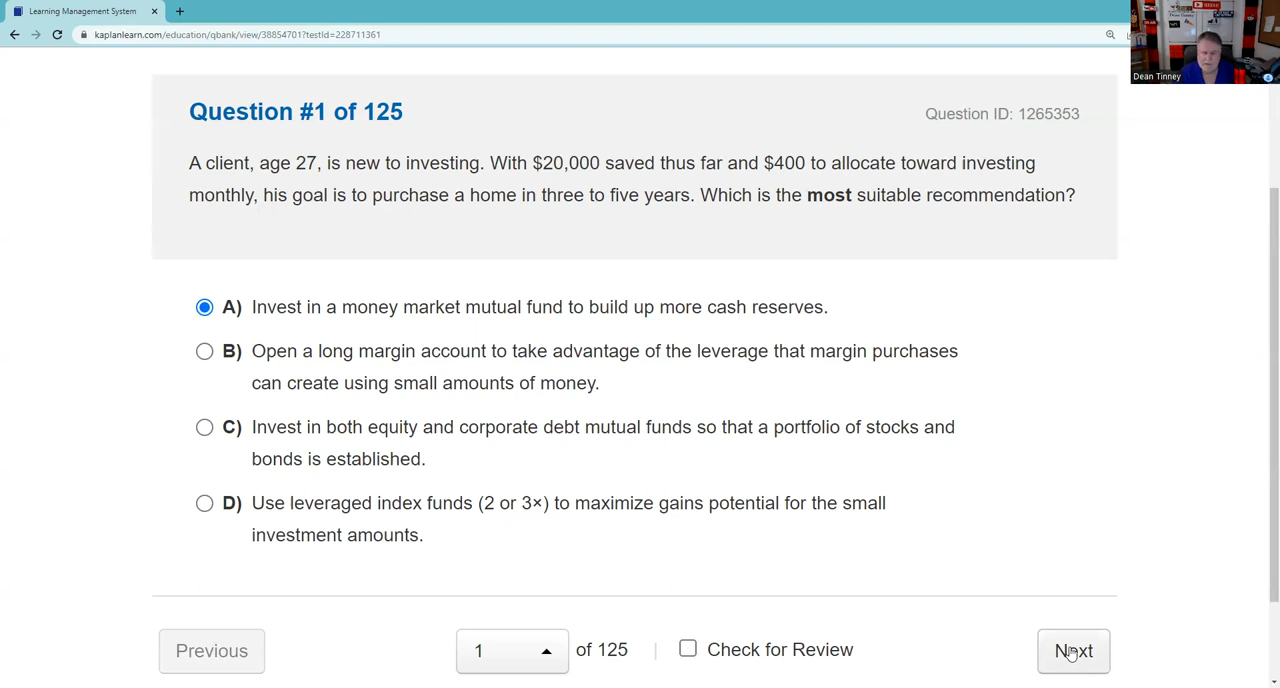 Learning Management System
kaplanlearn.com/education/qbank/view/38854701?testId=228711361
Dean Tinney
Question #1 of 125
Question ID: 1265353
A client, age 27, is new to investing. With $20,000 saved thus far and $400 to allocate toward investing
monthly, his goal is to purchase a home in three to five years. Which is the most suitable recommendation?
A) Invest in a money market mutual fund to build up more cash reserves.
B) Open a long margin account to take advantage of the leverage that margin purchases
can create using small amounts of money.
C) Invest in both equity and corporate debt mutual funds so that a portfolio of stocks and
bonds is established.
D) Use leveraged index funds (2 or 3×) to maximize gains potential for the small
investment amounts.
Previous
1
of 125
Check for Review
Next